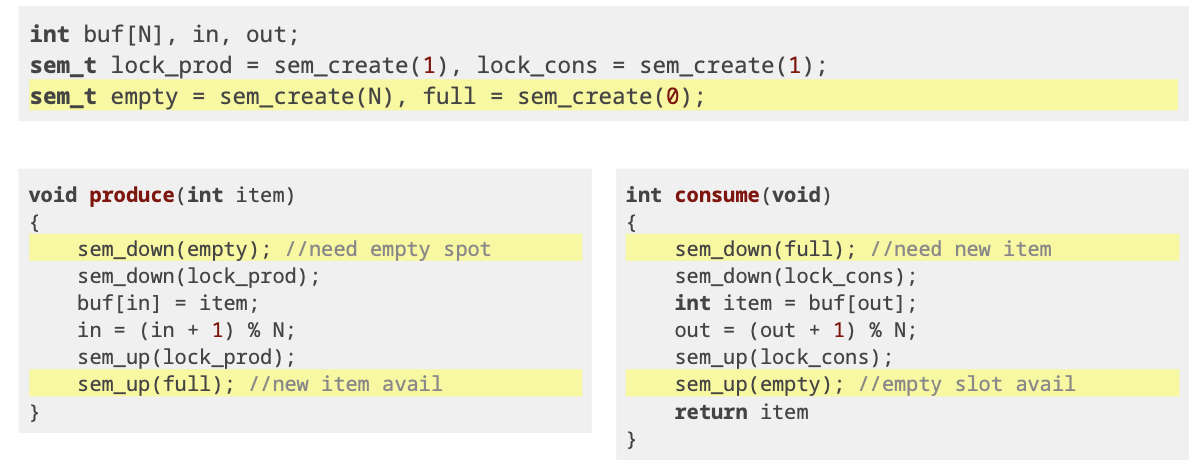 int buf[N], in, out;
sem_t lock_prod = sem_create(1), lock_cons = sem_create(1);
sem_t empty = sem_create(N), full = sem_create(0);
void produce(int item)
{
    sem_down(empty); //need empty spot
    sem_down(lock_prod);
    buf[in] = item;
    in = (in + 1) % N;
    sem_up(lock_prod);
    sem_up(full); //new item avail
}
int consume(void)
{
    sem_down(full); //need new item
    sem_down(lock_cons);
    int item = buf[out];
    out = (out + 1) % N;
    sem_up(lock_cons);
    sem_up(empty); //empty slot avail
    return item
}